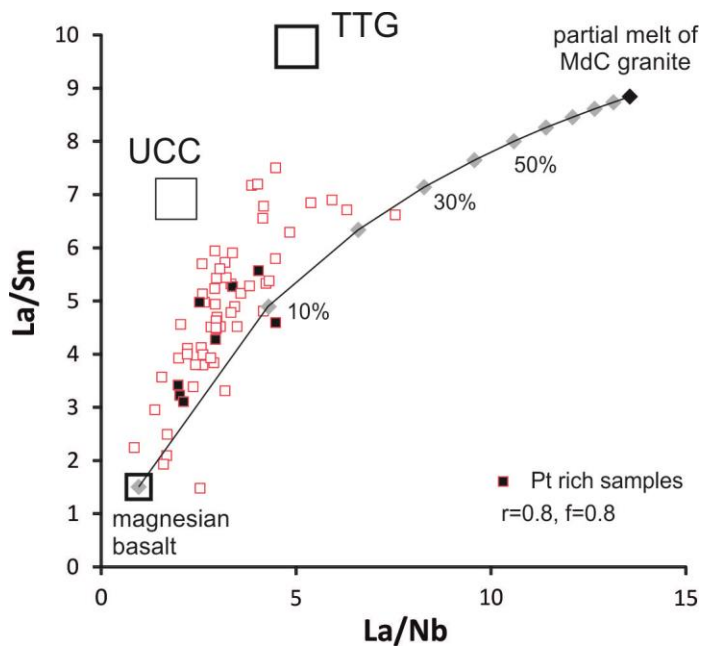 TTG
partial melt of
MdC granite
UCC
50%
30%
10%
magnesian
basalt
Pt rich samples
r=0.8, f=0.8
La/Sm
10
9
8
7
6
5
4
3
2
1
0
0 5 10 15
La/Nb